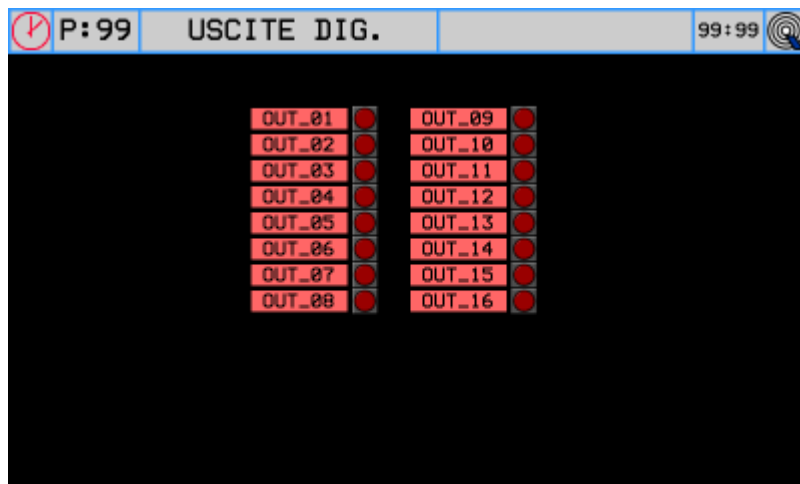 P:99 USCITE DIG. 99:99
OUT_01 OUT_09
OUT_02 OUT_10
OUT_03 OUT_11
OUT_04 OUT_12
OUT_05 OUT_13
OUT_06 OUT_14
OUT_07 OUT_15
OUT_08 OUT_16